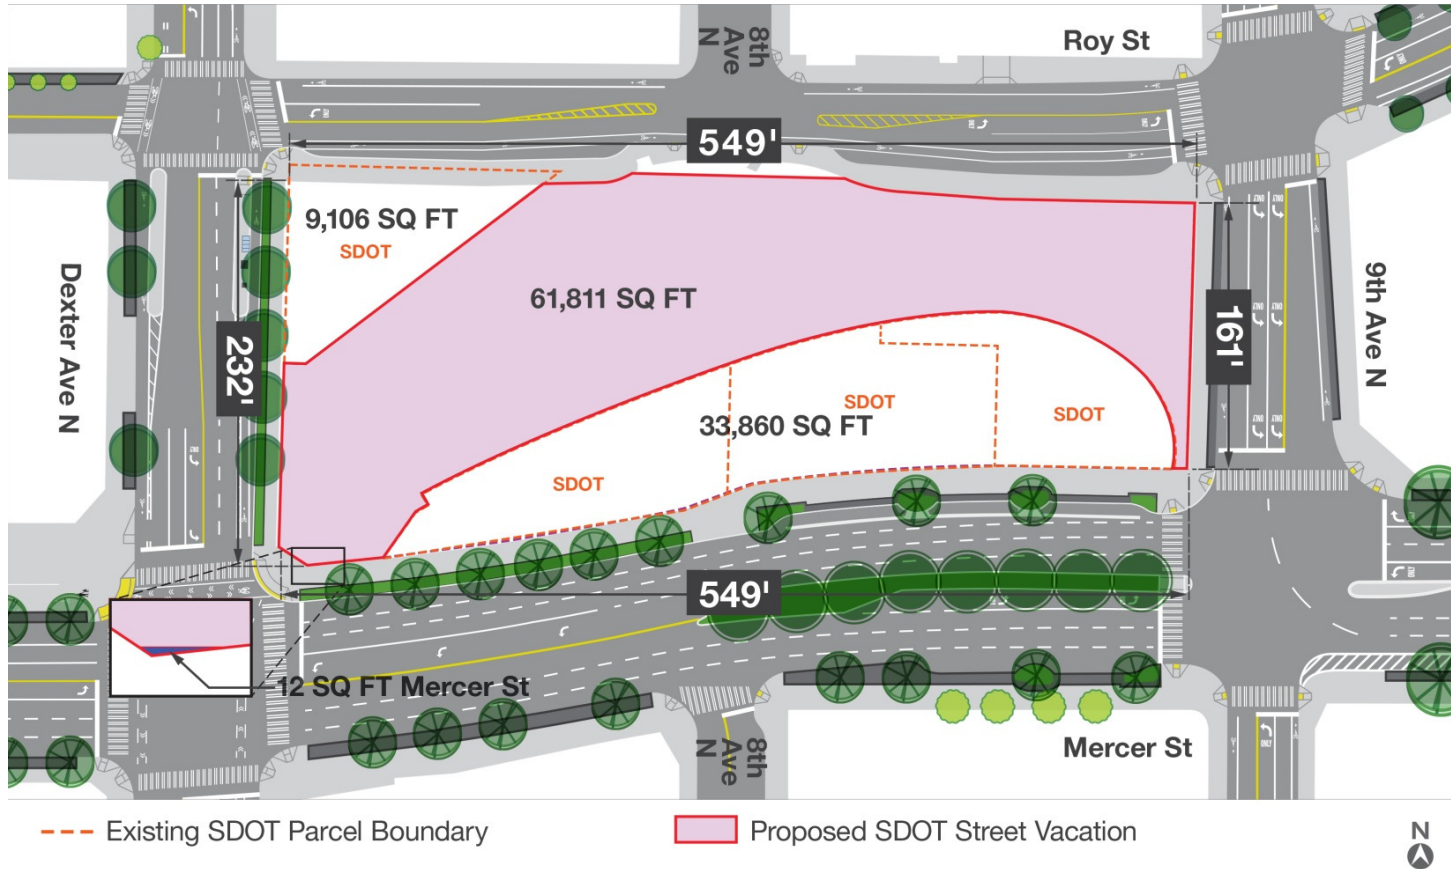 8th
Ave
N
Roy St
549'
9,106 SQ FT
SDOT
61,811 SQ FT
Dexter Ave N
232'
161'
9th Ave N
SDOT
33,860 SQ FT
SDOT
SDOT
549'
12 SQ FT Mercer St
8th
Ave
N
Mercer St
Existing SDOT Parcel Boundary
Proposed SDOT Street Vacation
N